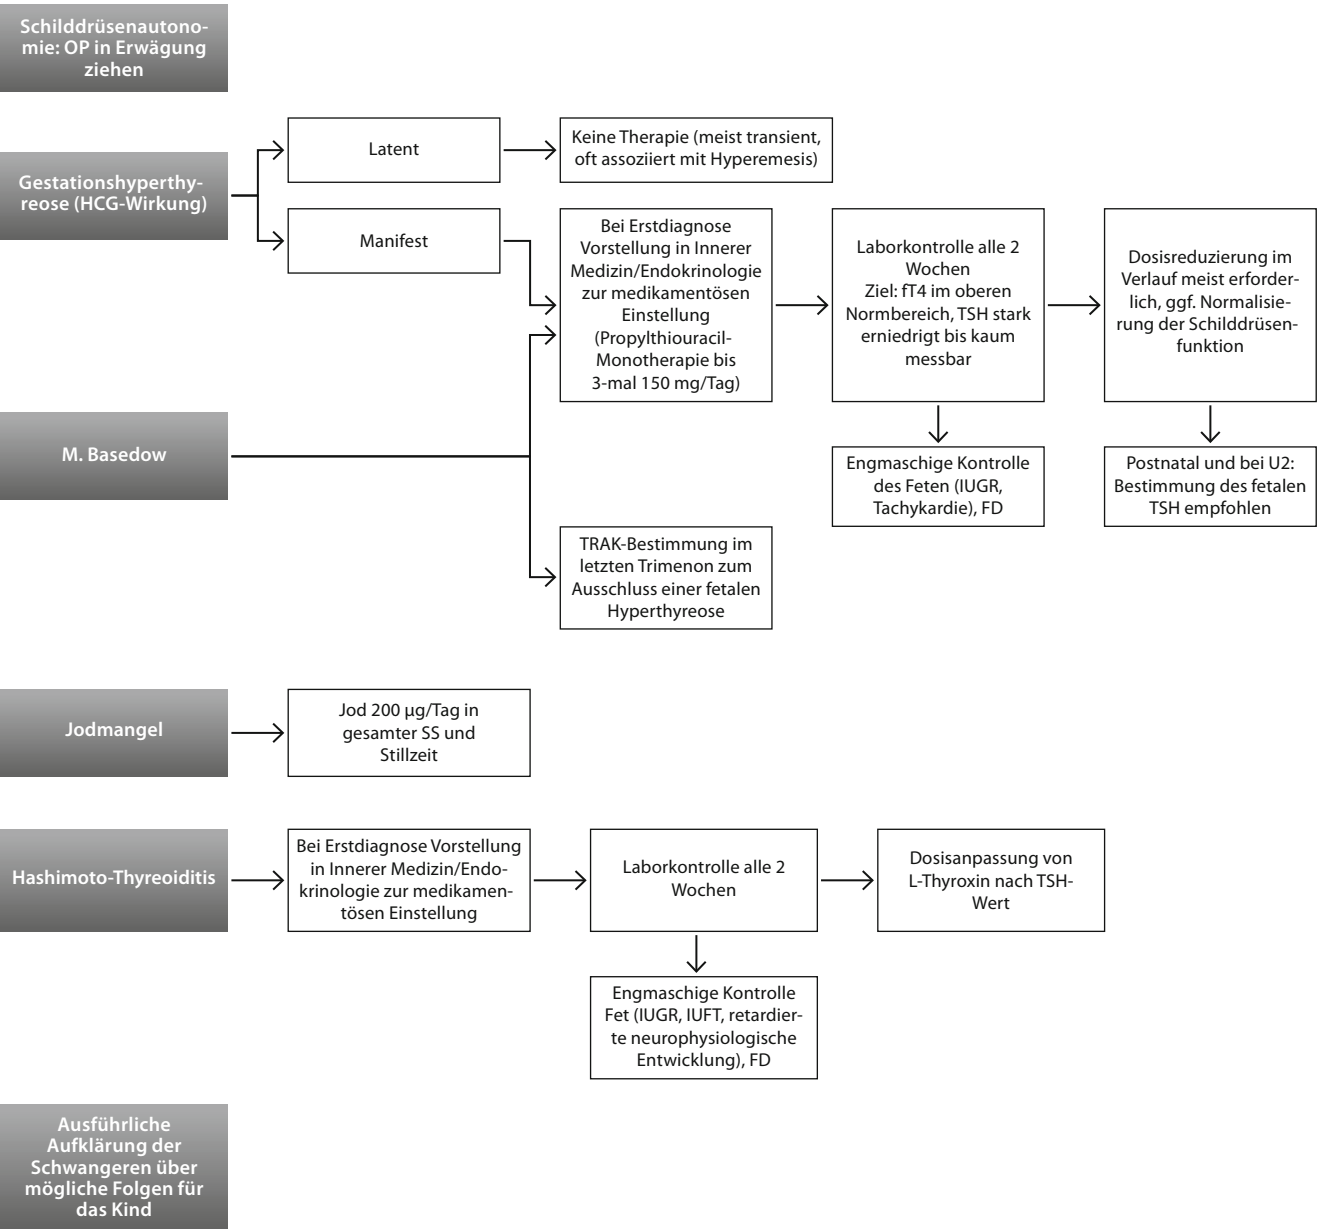 Schilddrüsenautono-
mie: OP in Erwägung
ziehen
Gestationshyperthy-
reose (HCG-Wirkung)
Latent
Keine Therapie (meist transient,
oft assoziiert mit Hyperemesis)
Manifest
Bei Erstdiagnose
Vorstellung in Innerer
Medizin/Endokrinologie
zur medikamentösen
Einstellung
(Propylthiouracil-
Monotherapie bis
3-mal 150 mg/Tag)
Laborkontrolle alle 2
Wochen
Ziel: fT4 im oberen
Normbereich, TSH stark
erniedrigt bis kaum
messbar
Dosisreduzierung im
Verlauf meist erforder-
lich, ggf. Normalisie-
rung der Schilddrüsen-
funktion
M. Basedow
Engmaschige Kontrolle
des Feten (IUGR,
Tachykardie), FD
Postnatal und bei U2:
Bestimmung des fetalen
TSH empfohlen
TRAK-Bestimmung im
letzten Trimenon zum
Ausschluss einer fetalen
Hyperthyreose
Jodmangel
Jod 200 µg/Tag in
gesamter SS und
Stillzeit
Hashimoto-Thyreoiditis
Bei Erstdiagnose Vorstellung
in Innerer Medizin/Endo-
krinologie zur medikamen-
tösen Einstellung
Laborkontrolle alle 2
Wochen
Dosisanpassung von
L-Thyroxin nach TSH-
Wert
Engmaschige Kontrolle
Fet (IUGR, IUFT, retardier-
te neurophysiologische
Entwicklung), FD
Ausführliche
Aufklärung der
Schwangeren über
mögliche Folgen für
das Kind